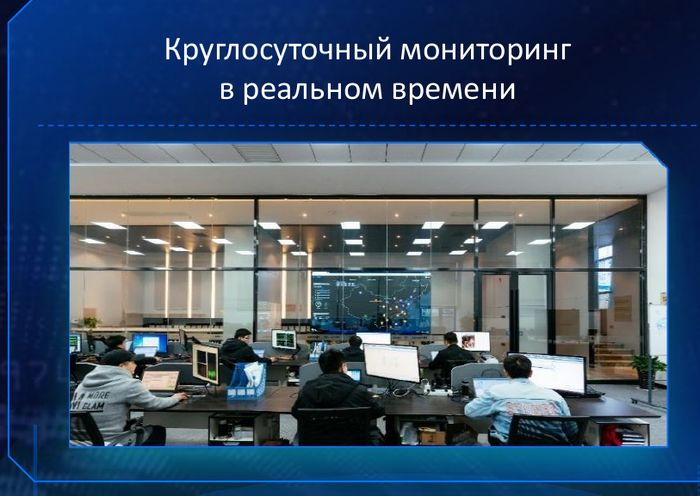 Круглосуточный мониторинг
в реальном времени